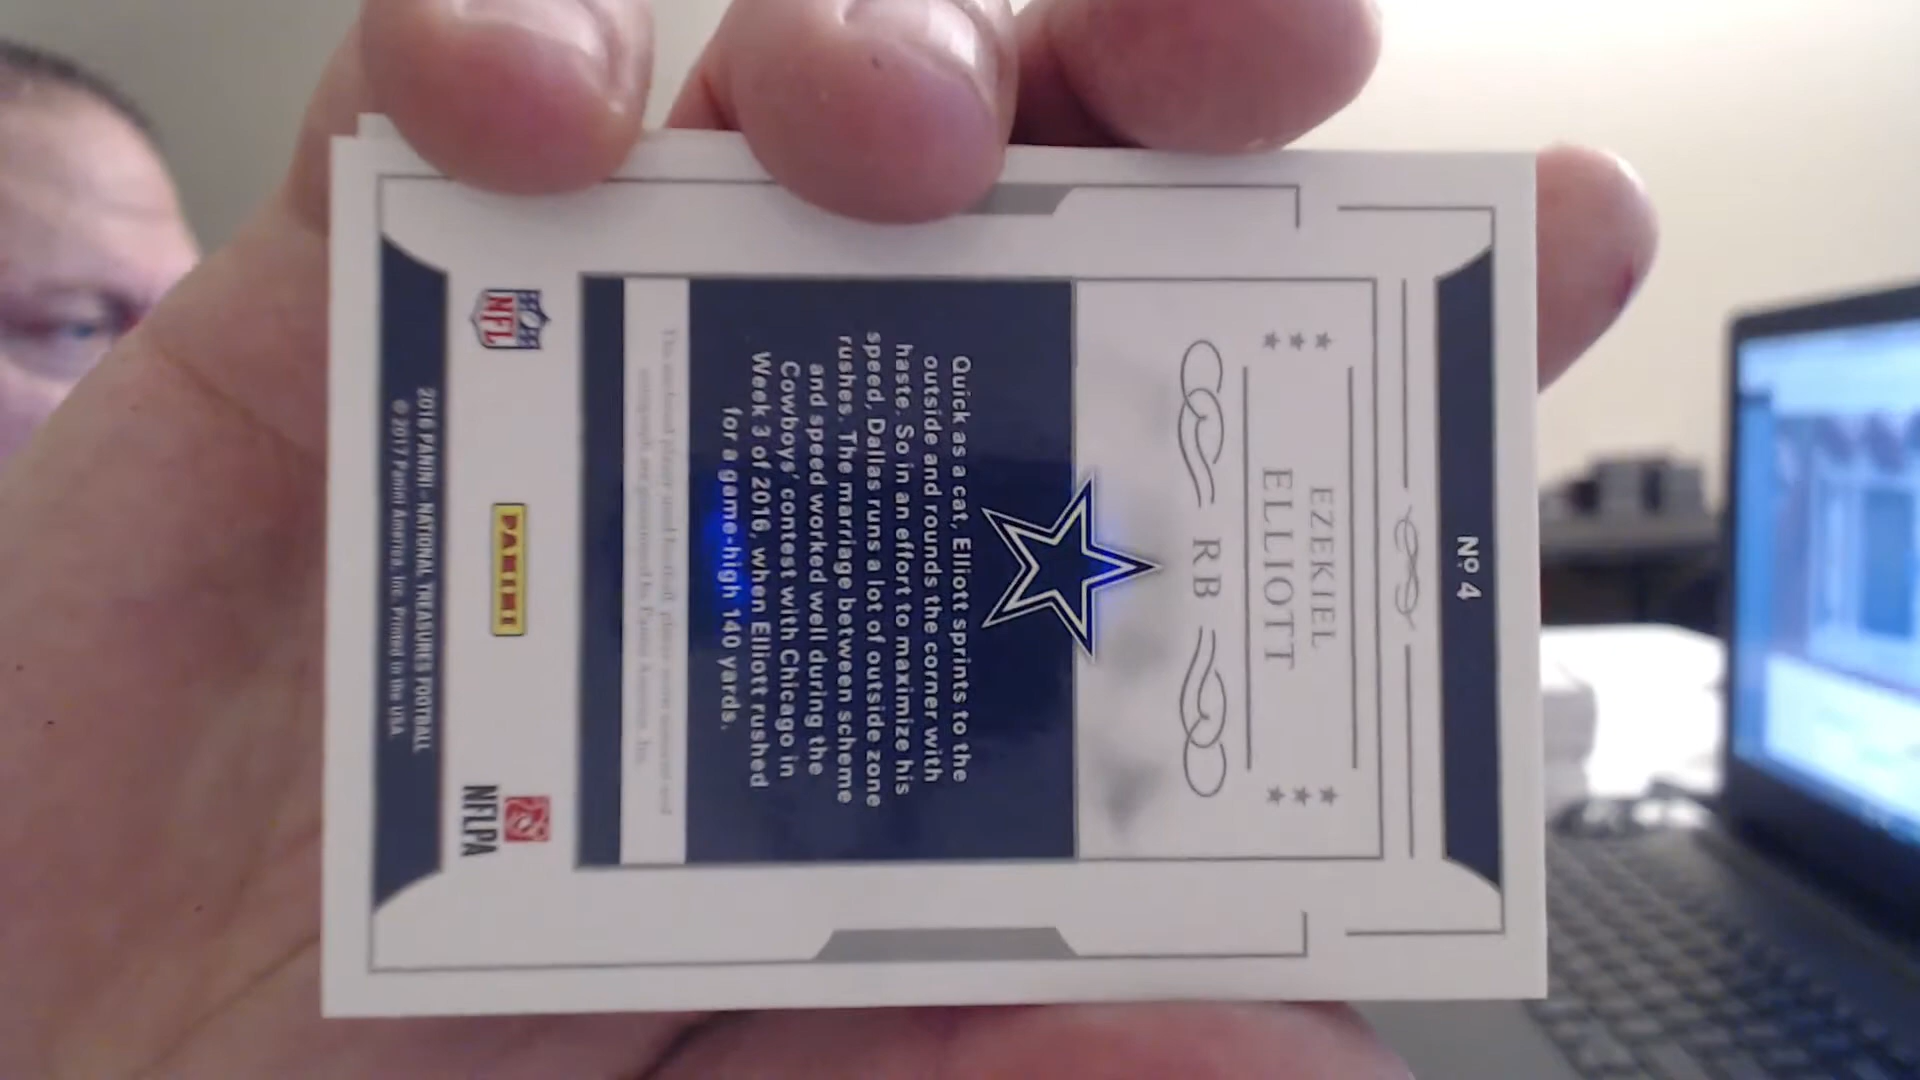 Nº 4
EZEKIEL
ELLIOTT
RB
Quick as a cat, Elliott sprints to the
outside and rounds the corner with
haste. So in an effort to maximize his
speed, Dallas runs a lot of outside zone
rushes. The marriage between scheme
and speed worked well during the
Cowboys' contest with Chicago in
Week 3 of 2016, when Elliott rushed
for a game-high 140 yards.
NFL
PANINI
NFLPA
2016 PANINI – NATIONAL TREASURES FOOTBALL
© 2017 Panini America, Inc. Printed in the USA.